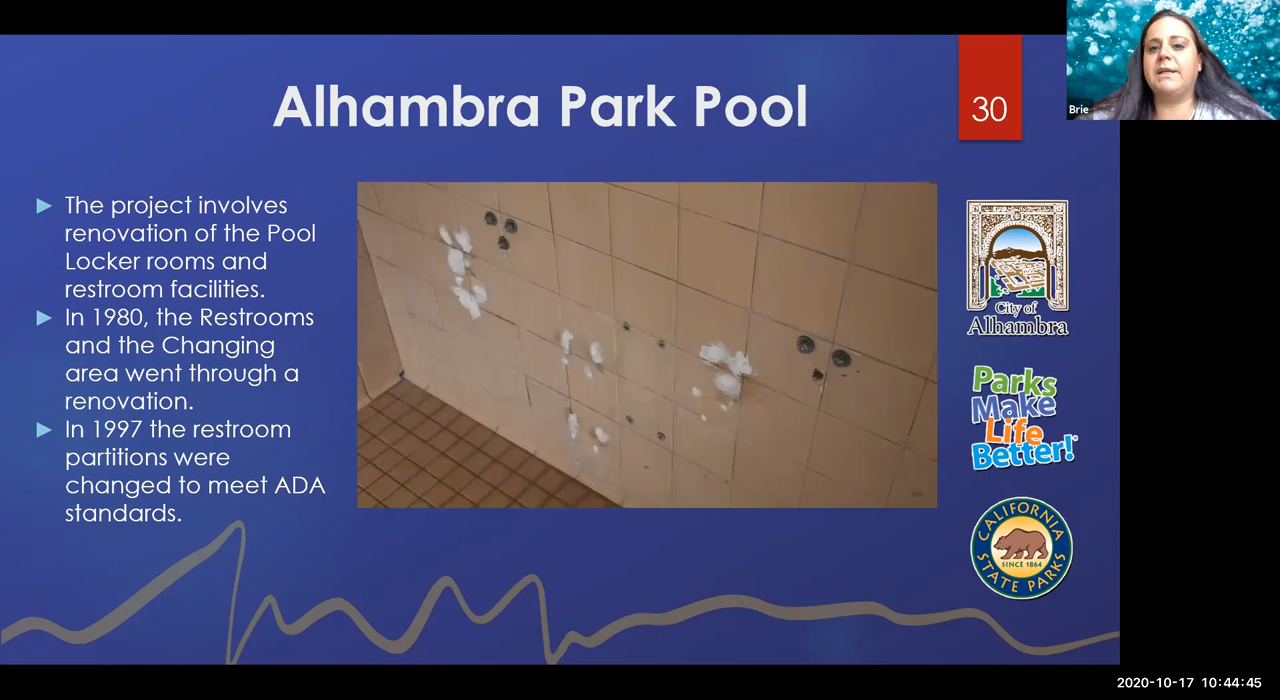 Alhambra Park Pool
30
Brie
► The project involves
renovation of the Pool
Locker rooms and
restroom facilities.
► In 1980, the Restrooms
and the Changing
area went through a
renovation.
► In 1997 the restroom
partitions were
changed to meet ADA
standards.
City of
Alhambra
Parks
Make
Life
Better!®
CALIFORNIA
SINCE 1864
STATE PARKS
2020-10-17 10:44:45